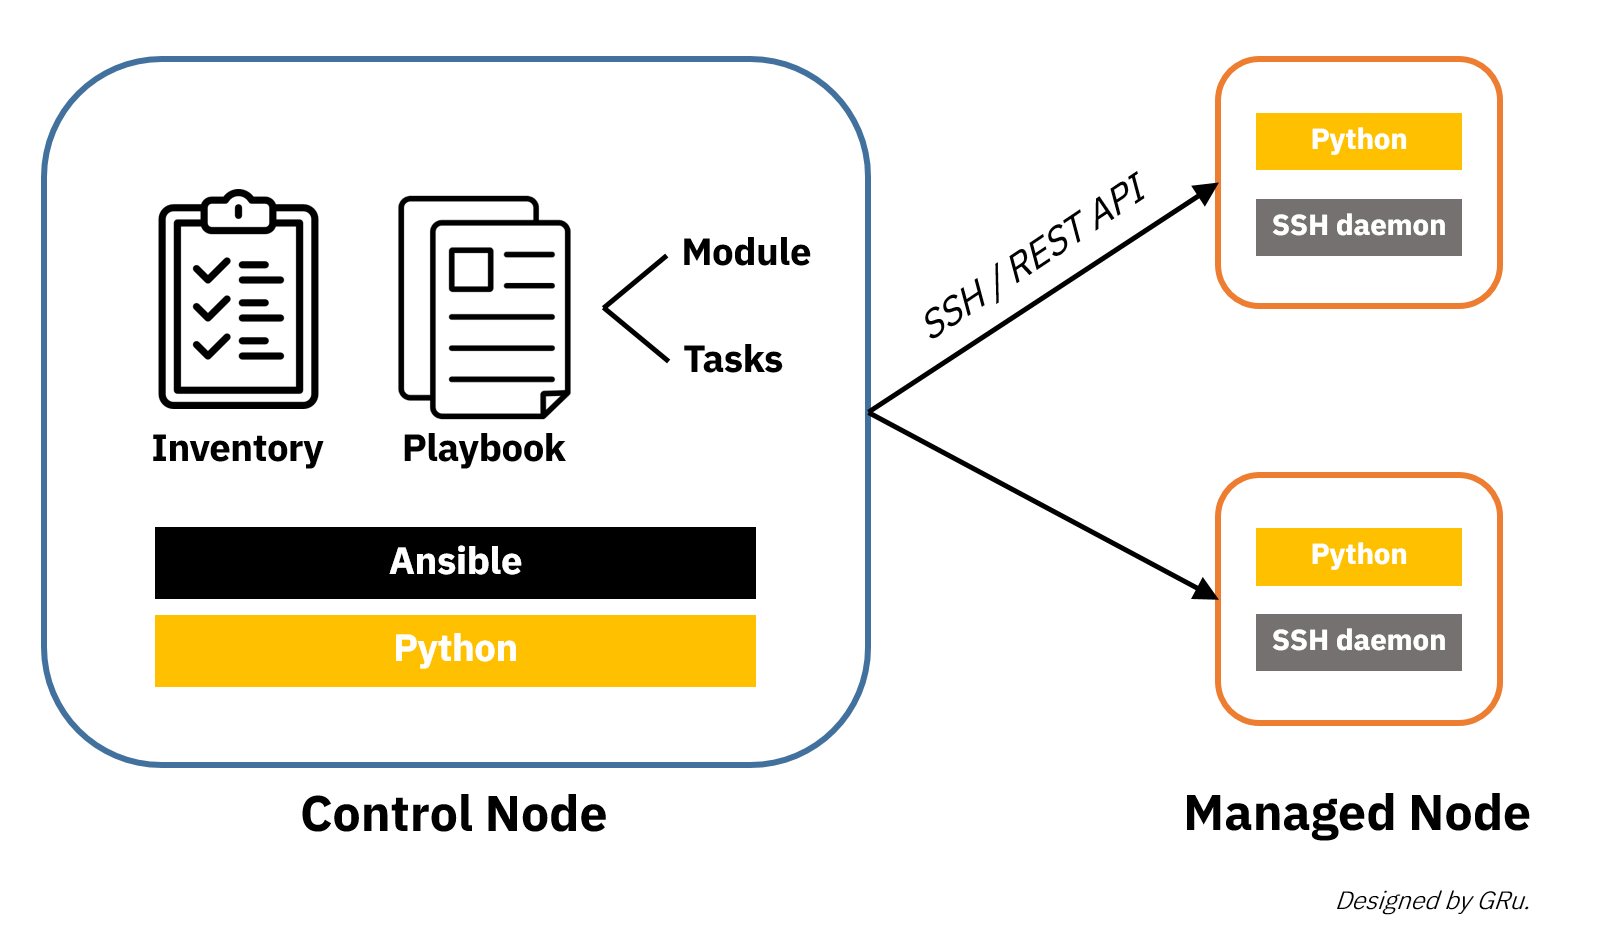 Module
Tasks
Inventory
Playbook
Ansible
Python
Control Node
SSH / REST API
Python
SSH daemon
Python
SSH daemon
Managed Node
Designed by GRu.